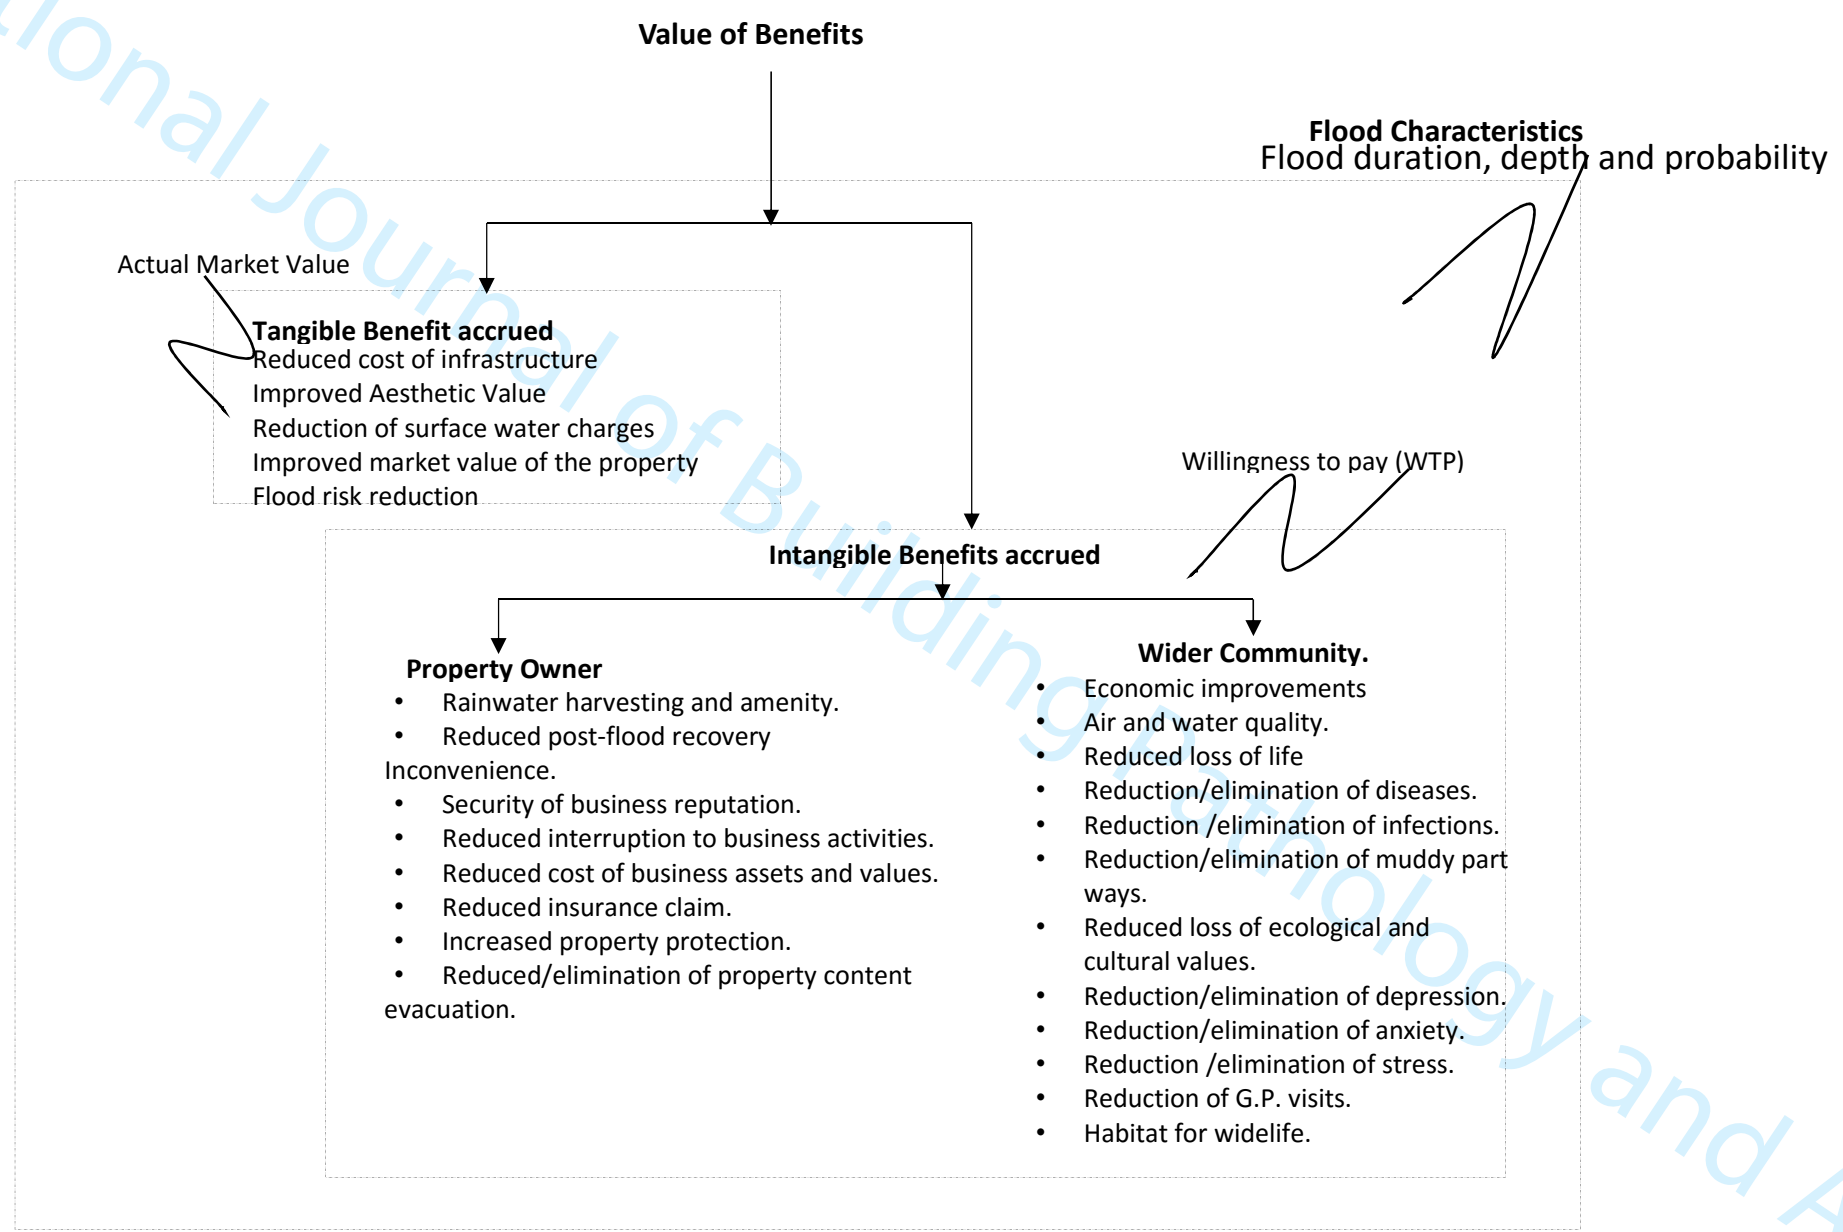 Value of Benefits
Flood Characteristics
Flood duration, depth and probability
Actual Market Value
Tangible Benefit accrued
Reduced cost of infrastructure
Improved Aesthetic Value
Reduction of surface water charges
Improved market value of the property
Flood risk reduction
Willingness to pay (WTP)
Intangible Benefits accrued
Property Owner
• Rainwater harvesting and amenity.
• Reduced post-flood recovery
Inconvenience.
• Security of business reputation.
• Reduced interruption to business activities.
• Reduced cost of business assets and values.
• Reduced insurance claim.
• Increased property protection.
• Reduced/elimination of property content
evacuation.
Wider Community.
• Economic improvements
• Air and water quality.
• Reduced loss of life
• Reduction/elimination of diseases.
• Reduction /elimination of infections.
• Reduction/elimination of muddy part
ways.
• Reduced loss of ecological and
cultural values.
• Reduction/elimination of depression.
• Reduction/elimination of anxiety.
• Reduction /elimination of stress.
• Reduction of G.P. visits.
• Habitat for widelife.
tional Journal of Building Pathology and A